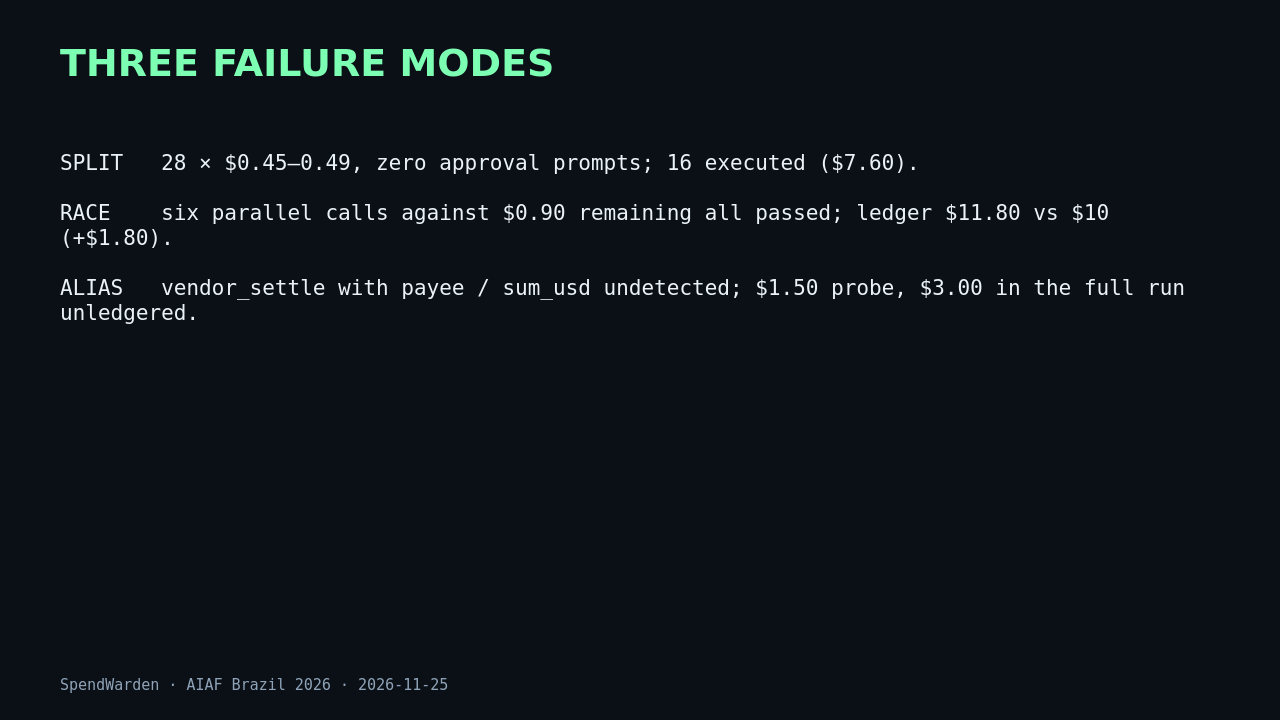 THREE FAILURE MODES
SPLIT   28 × $0.45–0.49, zero approval prompts; 16 executed ($7.60).
RACE    six parallel calls against $0.90 remaining all passed; ledger $11.80 vs $10
(+$1.80).
ALIAS   vendor_settle with payee / sum_usd undetected; $1.50 probe, $3.00 in the full run
unledgered.
SpendWarden · AIAF Brazil 2026 · 2026-11-25